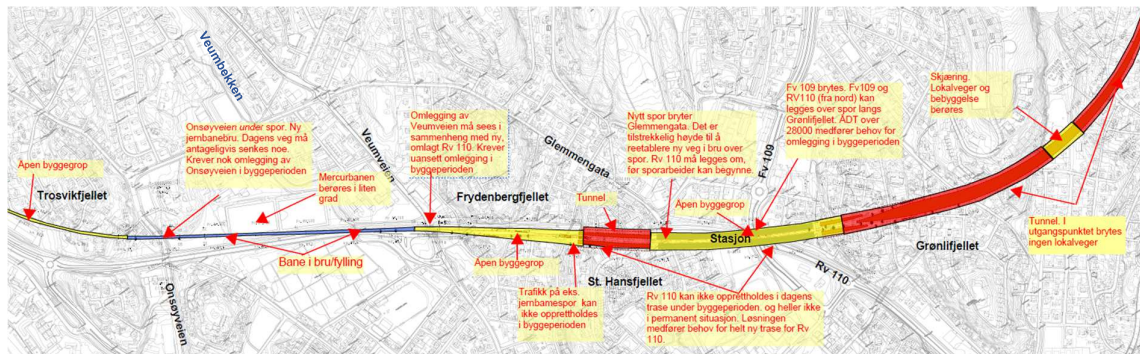 Veumbekken
Onsøyveien under spor. Ny
jernbanebru. Dagens veg må
antageligvis senkes noe.
Krever nok omlegging av
Onsøyveien i byggeperioden
Åpen byggegrop
Trosvikfjellet
Mercurbanen
berøres i liten
grad
Veumveien
Omlegging av
Veumveien må sees i
sammenheng med ny,
omlagt Rv 110. Krever
uansett omlegging i
byggeperioden
Frydenbergfjellet
Glemmengata
Tunnel
Nytt spor bryter
Glemmengata. Det er
tilstrekkelig høyde til å
reetablere ny veg i bru over
spor. RV 110 må legges om,
før sporarbeider kan begynne.
Fv 109
Åpen byggegrop
Fv 109 brytes. Fv109 og
RV110 (fra nord) kan
legges over spor langs
Grønlifjellet. ÅDT over
28000 medfører behov for
omlegging i byggeperioden
Skjæring.
Lokalveger og
bebyggelse
berøres
Stasjon
Grønlifjellet
Tunnel. I
utgangspunktet brytes
ingen lokalveger
Bane i bru/fylling
Onsøyveien
Åpen byggegrop
Trafikk på eks.
jernbanespor kan
ikke opprettholdes
i byggeperioden
St. Hansfjellet
Rv 110
Rv 110 kan ikke opprettholdes i dagens
trase under byggeperioden. og heller ikke
i permanent situasjon. Løsningen
medfører behov for helt ny trase for Rv
110.